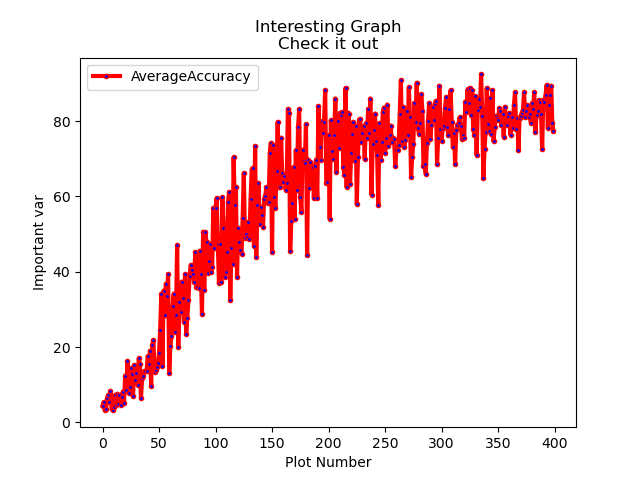 Interesting Graph
Check it out
AverageAccuracy
Important var
80
60
40
20
0
0 50 100 150 200 250 300 350 400
Plot Number